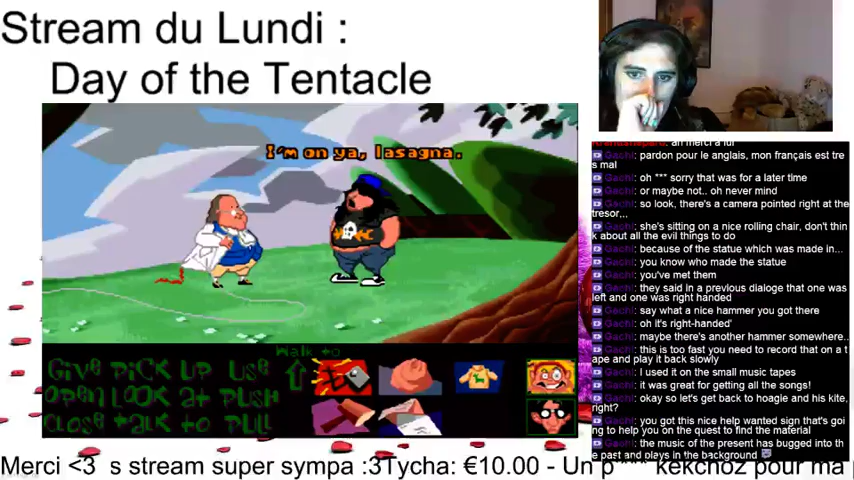 Stream du Lundi :
Day of the Tentacle
I'm on ya, lasagna.
Walk to
Give Pick up Use
Open Look at Push
Close Talk to Pull
an merci a lui
Gachi: pardon pour le anglais, mon français est tre
s mal
Gachi: oh *** sorry that was for a later time
Gachi: or maybe not.. oh never mind
Gachi: so look, there's a camera pointed right at the
tresor,..
Gachi: she's sitting on a nice rolling chair, don't thin
k about all the evil things to do
Gachi: because of the statue which was made in...
Gachi: you know who made the statue
Gachi: you've met them
Gachi: they said in a previous dialoge that one was
left and one was right handed
Gachi: say what a nice hammer you got there
Gachi: oh it's right-handed'
Gachi: maybe there's another hammer somewhere..
Gachi: this is too fast you need to record that on a t
ape and play it back slowly
Gachi: I used it on the small music tapes
Gachi: it was great for getting all the songs!
Gachi: okay so let's get back to hoagie and his kite,
right?
Gachi: you got this nice help wanted sign that's goi
ng to help you on the quest to find the material
Gachi: the music of the present has bugged into th
e past and plays in the background
Merci <3 s stream super sympa :3Tycha: €10.00 - Un p*** kekchoz pour ma p